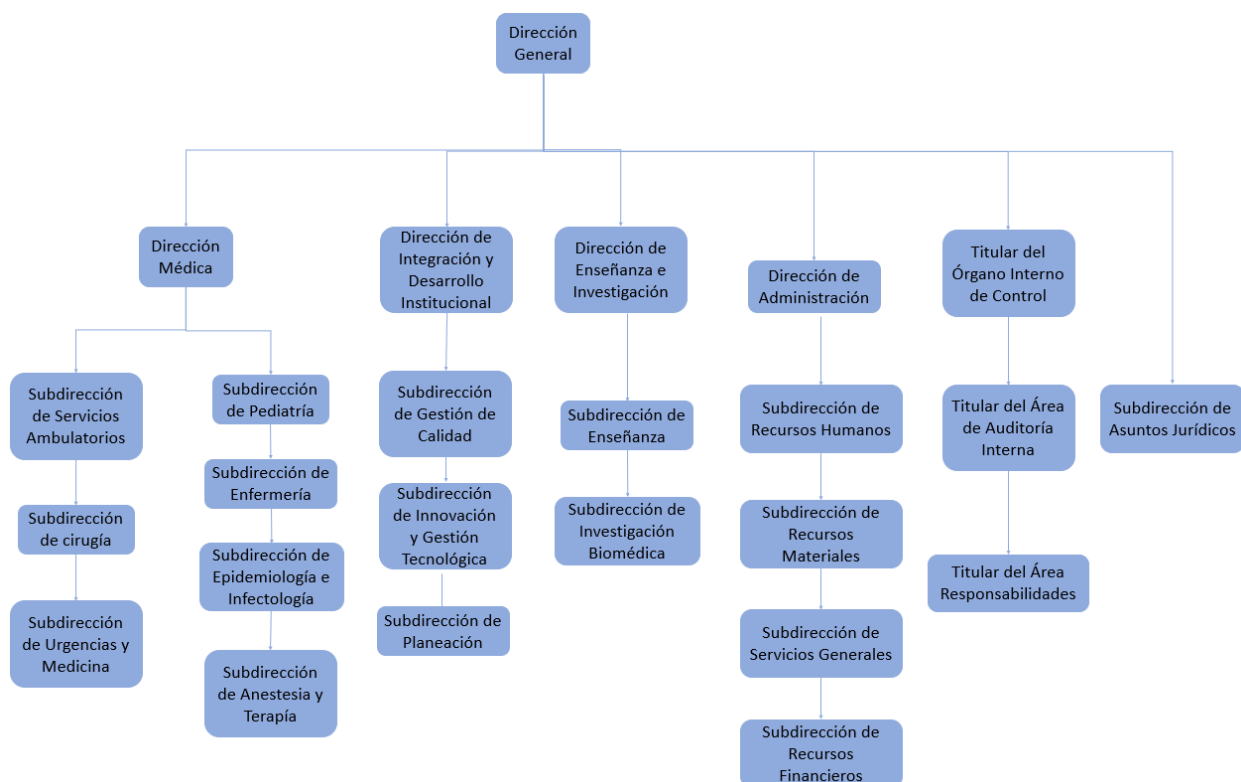 Dirección
General
Dirección
Médica
Dirección de
Integración y
Desarrollo
Institucional
Dirección de
Enseñanza e
Investigación
Dirección de
Administración
Titular del
Órgano Interno
de Control
Subdirección
de Servicios
Ambulatorios
Subdirección
de cirugía
Subdirección
de Urgencias y
Medicina
Subdirección
de Pediatría
Subdirección de
Enfermería
Subdirección de
Epidemiología e
Infectología
Subdirección
de Anestesia y
Terapía
Subdirección
de Gestión de
Calidad
Subdirección
de Innovación
y Gestión
Tecnológica
Subdirección de
Planeación
Subdirección de
Enseñanza
Subdirección de
Investigación
Biomédica
Subdirección de
Recursos Humanos
Subdirección de
Recursos
Materiales
Subdirección de
Servicios Generales
Subdirección de
Recursos
Financieros
Titular del Área
de Auditoría
Interna
Titular del Área
Responsabilidades
Subdirección de
Asuntos Jurídicos